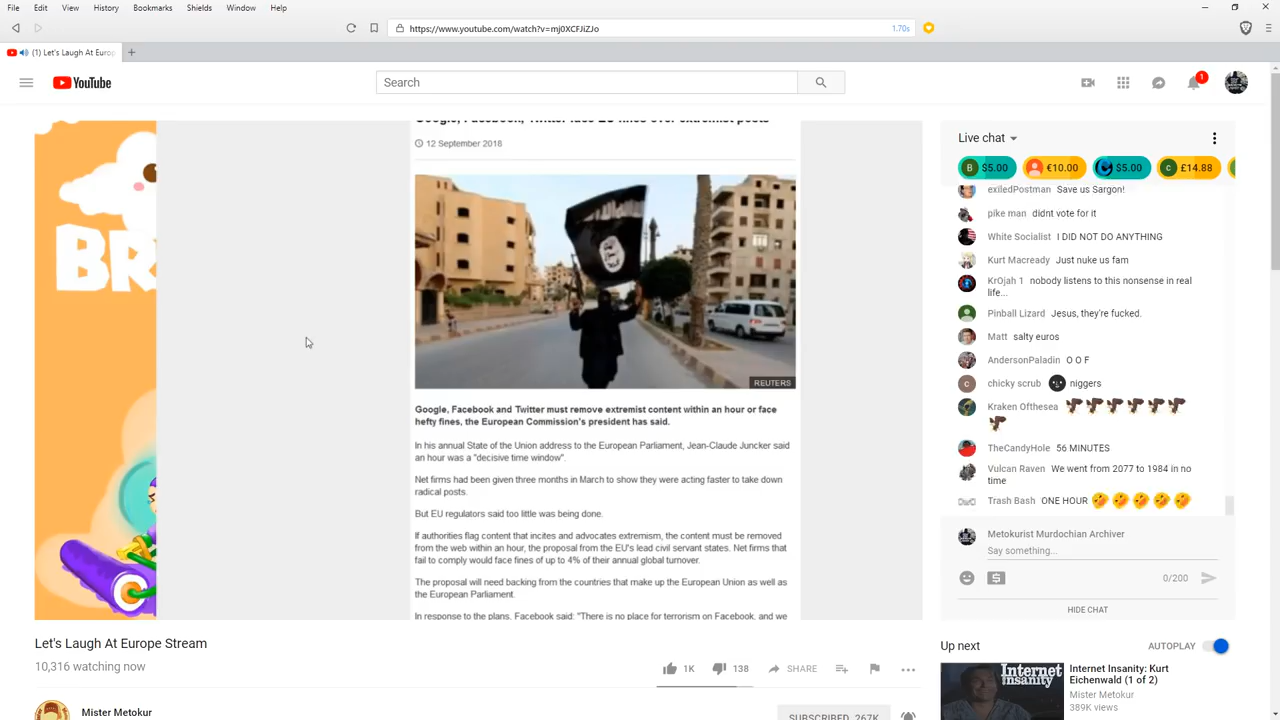 File Edit View History Bookmarks Shields Window Help
https://www.youtube.com/watch?v=mj0XCFJiZJo 1.70s
(1) Let's Laugh At Euro
YouTube
Search
1
Google, Facebook, Twitter face EU fines over extremist posts
12 September 2018
BR
REUTERS
Google, Facebook and Twitter must remove extremist content within an hour or face
hefty fines, the European Commission's president has said.
In his annual State of the Union address to the European Parliament, Jean-Claude Juncker said
an hour was a "decisive time window".
Net firms had been given three months in March to show they were acting faster to take down
radical posts.
But EU regulators said too little was being done.
If authorities flag content that incites and advocates extremism, the content must be removed
from the web within an hour, the proposal from the EU's lead civil servant states. Net firms that
fail to comply would face fines of up to 4% of their annual global turnover.
The proposal will need backing from the countries that make up the European Union as well as
the European Parliament.
In response to the plans, Facebook said: "There is no place for terrorism on Facebook, and we
Live chat
B $5.00 €10.00 $5.00 c £14.88
exiledPostman Save us Sargon!
pike man didnt vote for it
White Socialist I DID NOT DO ANYTHING
Kurt Macready Just nuke us fam
KrOjah 1 nobody listens to this nonsense in real
life...
Pinball Lizard Jesus, they're fucked.
Matt salty euros
AndersonPaladin O O F
c chicky scrub niggers
Kraken Ofthesea
TheCandyHole 56 MINUTES
Vulcan Raven We went from 2077 to 1984 in no
time
Trash Bash ONE HOUR
Metokurist Murdochian Archiver
Say something...
0/200
HIDE CHAT
Let's Laugh At Europe Stream
10,316 watching now
1K 138 SHARE
Mister Metokur
SUBSCRIBED 267K
Up next AUTOPLAY
Internet Insanity
Internet Insanity: Kurt
Eichenwald (1 of 2)
Mister Metokur
389K views